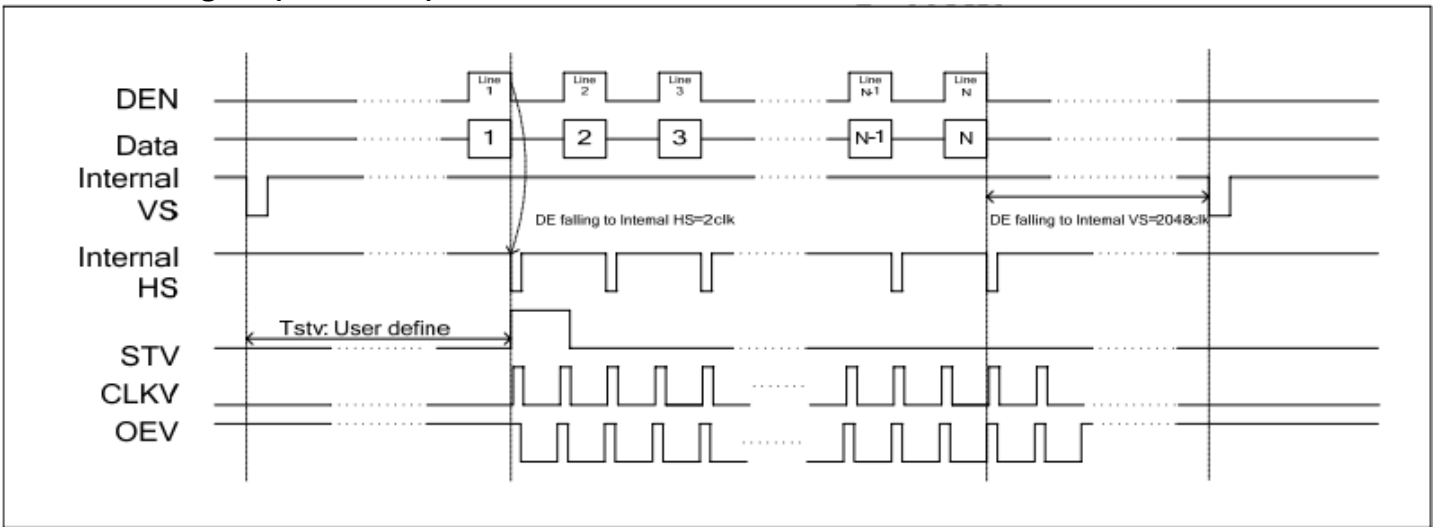 DEN
Line
1
Line
2
Line
3
Line
N-1
Line
N
Data
1
2
3
N-1
N
Internal
VS
DE falling to Internal HS=2clk
DE falling to Internal VS=2048clk
Internal
HS
Tstv: User define
STV
CLKV
OEV